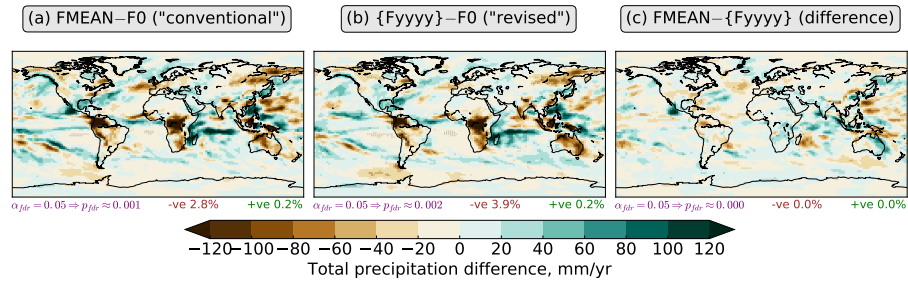 (a) FMEAN−F0 ("conventional")
(b) {Fyyyy}−F0 ("revised")
(c) FMEAN−{Fyyyy} (difference)
α_fdr = 0.05 ⇒ p_fdr ≈ 0.001 -ve 2.8% +ve 0.2%
α_fdr = 0.05 ⇒ p_fdr ≈ 0.002 -ve 3.9% +ve 0.2%
α_fdr = 0.05 ⇒ p_fdr ≈ 0.000 -ve 0.0% +ve 0.0%
−120 −100 −80 −60 −40 −20 0 20 40 60 80 100 120
Total precipitation difference, mm/yr